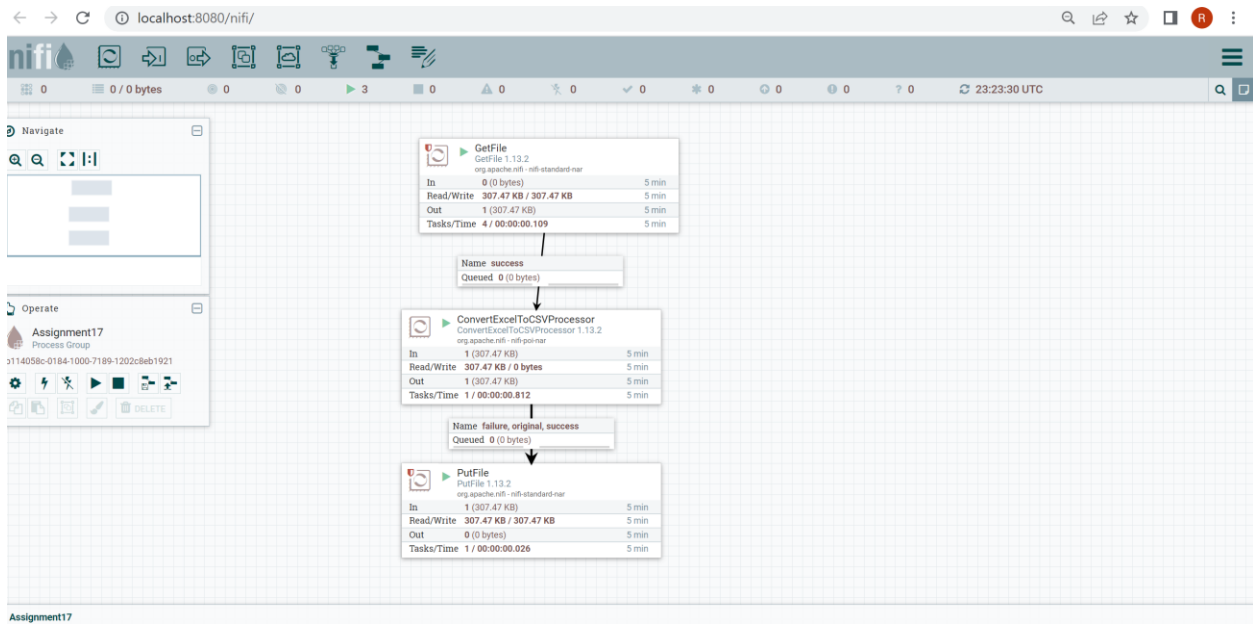 localhost:8080/nifi/
R
nifi
0 0 / 0 bytes 0 0 3 0 0 0 0 0 0 0 ? 0 23:23:30 UTC
Navigate
GetFile
GetFile 1.13.2
org.apache.nifi - nifi-standard-nar
In 0 (0 bytes) 5 min
Read/Write 307.47 KB / 307.47 KB 5 min
Out 1 (307.47 KB) 5 min
Tasks/Time 4 / 00:00:00.109 5 min
Name success
Queued 0 (0 bytes)
Operate
Assignment17
Process Group
b114058c-0184-1000-7189-1202c8eb1921
DELETE
ConvertExcelToCSVProcessor
ConvertExcelToCSVProcessor 1.13.2
org.apache.nifi - nifi-poi-nar
In 1 (307.47 KB) 5 min
Read/Write 307.47 KB / 0 bytes 5 min
Out 1 (307.47 KB) 5 min
Tasks/Time 1 / 00:00:00.812 5 min
Name failure, original, success
Queued 0 (0 bytes)
PutFile
PutFile 1.13.2
org.apache.nifi - nifi-standard-nar
In 1 (307.47 KB) 5 min
Read/Write 307.47 KB / 307.47 KB 5 min
Out 0 (0 bytes) 5 min
Tasks/Time 1 / 00:00:00.026 5 min
Assignment17